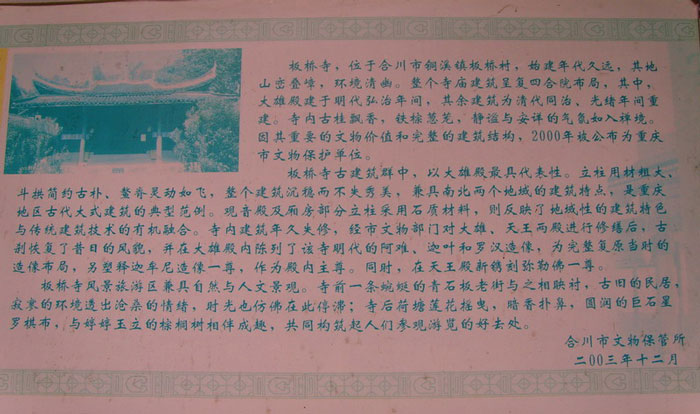 板桥寺，位于合川市铜溪镇板桥村，始建年代久远，其地
山峦叠嶂，环境清幽。整个寺庙建筑呈复四合院布局，其中，
大雄殿建于明代弘治年间，其余建筑为清代同治、光绪年间重
建。寺内古桂飘香，铁棕葱茏，静谧与安详的气氛如入禅境。
因其重要的文物价值和完整的建筑结构，2000年被公布为重庆
市文物保护单位。
板桥寺古建筑群中，以大雄殿最具代表性。立柱用材粗大、
斗拱简约古朴、鳌脊灵动如飞，整个建筑沉稳而不失秀美，兼具南北两个地域的建筑特点，是重庆
地区古代大式建筑的典型范例。观音殿及厢房部分立柱采用石质材料，则反映了地域性的建筑特色
与传统建筑技术的有机融合。寺内建筑年久失修，经市文物部门对大雄、天王两殿进行修缮后，古
刹恢复了昔日的风貌，并在大雄殿内陈列了该寺明代的阿难、迦叶和罗汉造像，为完整复原当时的
造像布局，另塑释迦牟尼造像一尊，作为殿内主尊。同时，在天王殿新镌刻弥勒佛一尊。
板桥寺风景旅游区兼具自然与人文景观。寺前一条蜿蜒的青石板老街与之相映衬，古旧的民居，
寂寞的环境透出沧桑的情绪，时光也仿佛在此停滞；寺后荷塘莲花摇曳，暗香扑鼻，圆润的巨石星
罗棋布，与婷婷玉立的棕榈树相伴成趣，共同构筑起人们参观游览的好去处。
合川市文物保管所
二00三年十二月